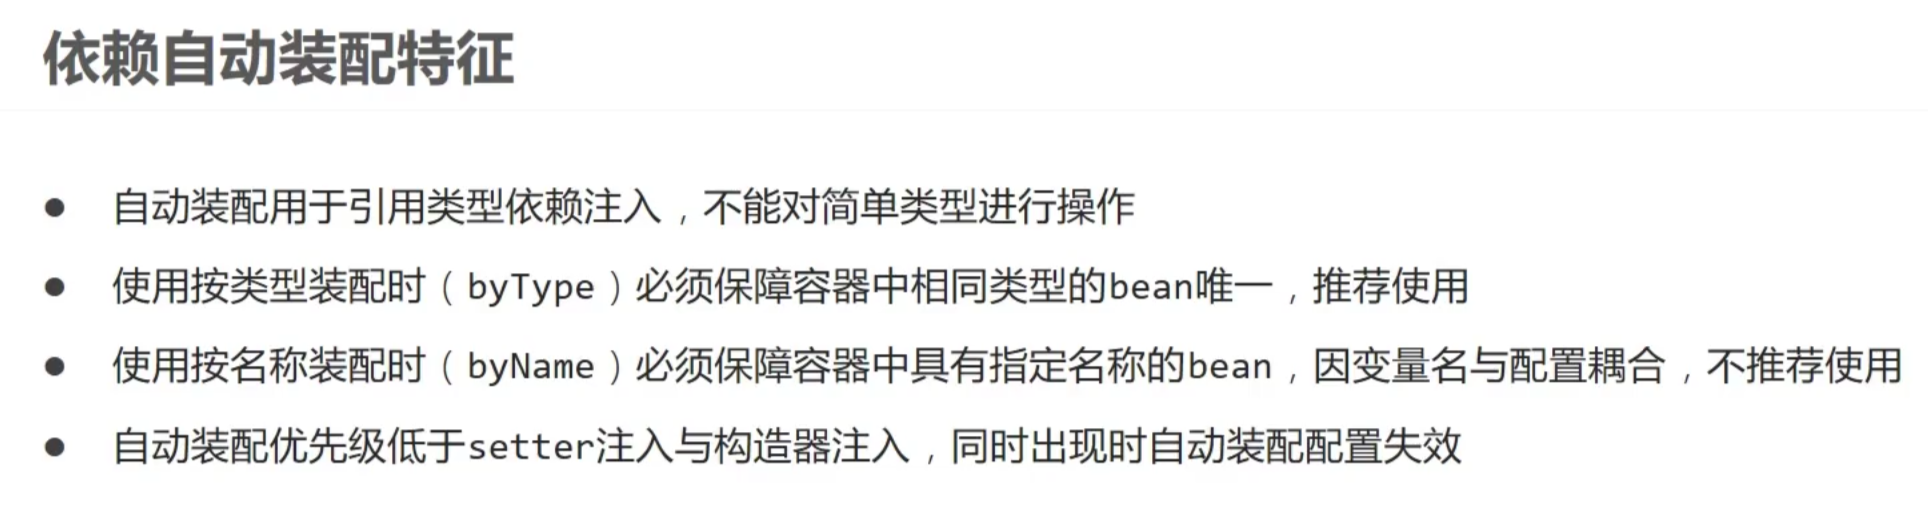 依赖自动装配特征
● 自动装配用于引用类型依赖注入，不能对简单类型进行操作
● 使用按类型装配时（byType）必须保障容器中相同类型的bean唯一，推荐使用
● 使用按名称装配时（byName）必须保障容器中具有指定名称的bean，因变量名与配置耦合，不推荐使用
● 自动装配优先级低于setter注入与构造器注入，同时出现时自动装配配置失效